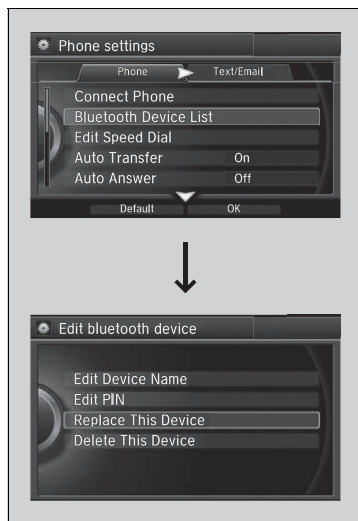 Phone settings
Phone Text/Email
Connect Phone
Bluetooth Device List
Edit Speed Dial
Auto Transfer On
Auto Answer Off
Default OK
Edit bluetooth device
Edit Device Name
Edit PIN
Replace This Device
Delete This Device